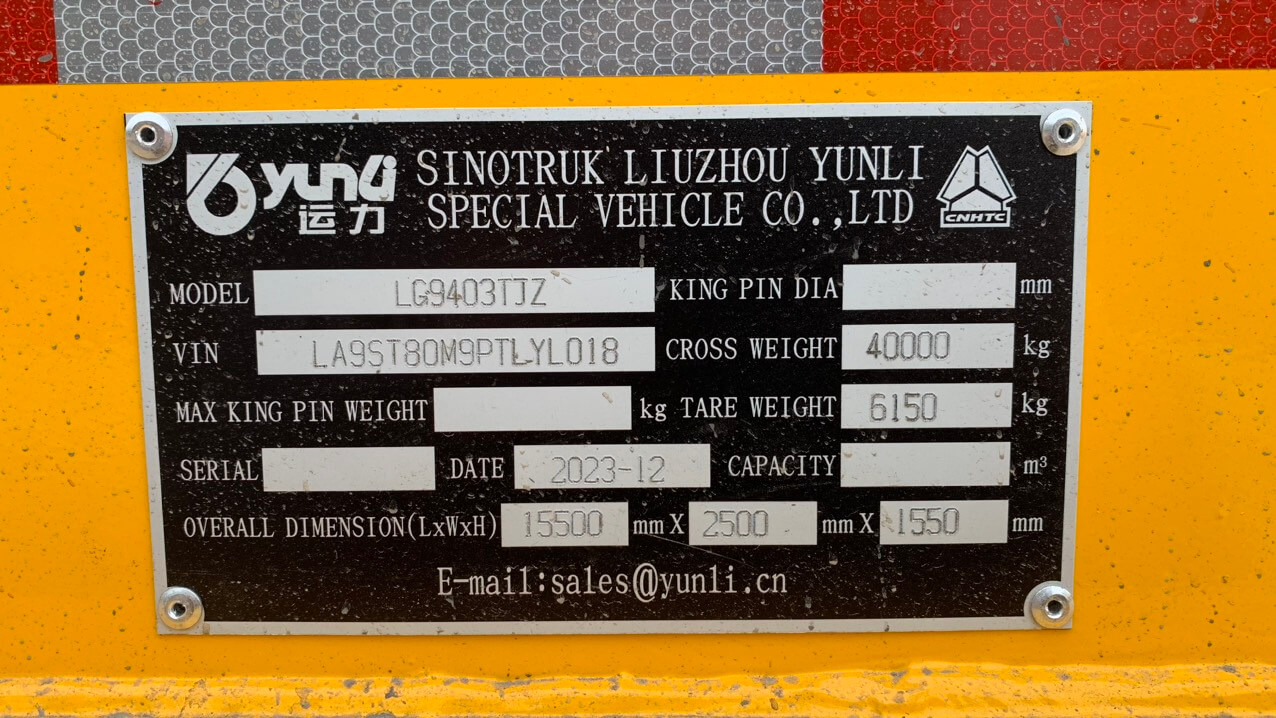 yunli 运力 SINOTRUK LIUZHOU YUNLI
SPECIAL VEHICLE CO.,LTD CNHTC
MODEL LG9403TJZ KING PIN DIA mm
VIN LA9ST80M9PTLYL018 CROSS WEIGHT 40000 kg
MAX KING PIN WEIGHT kg TARE WEIGHT 6150 kg
SERIAL DATE 2023-12 CAPACITY m³
OVERALL DIMENSION(LxWxH) 15500 mm X 2500 mm X 1550 mm
E-mail:sales@yunli.cn